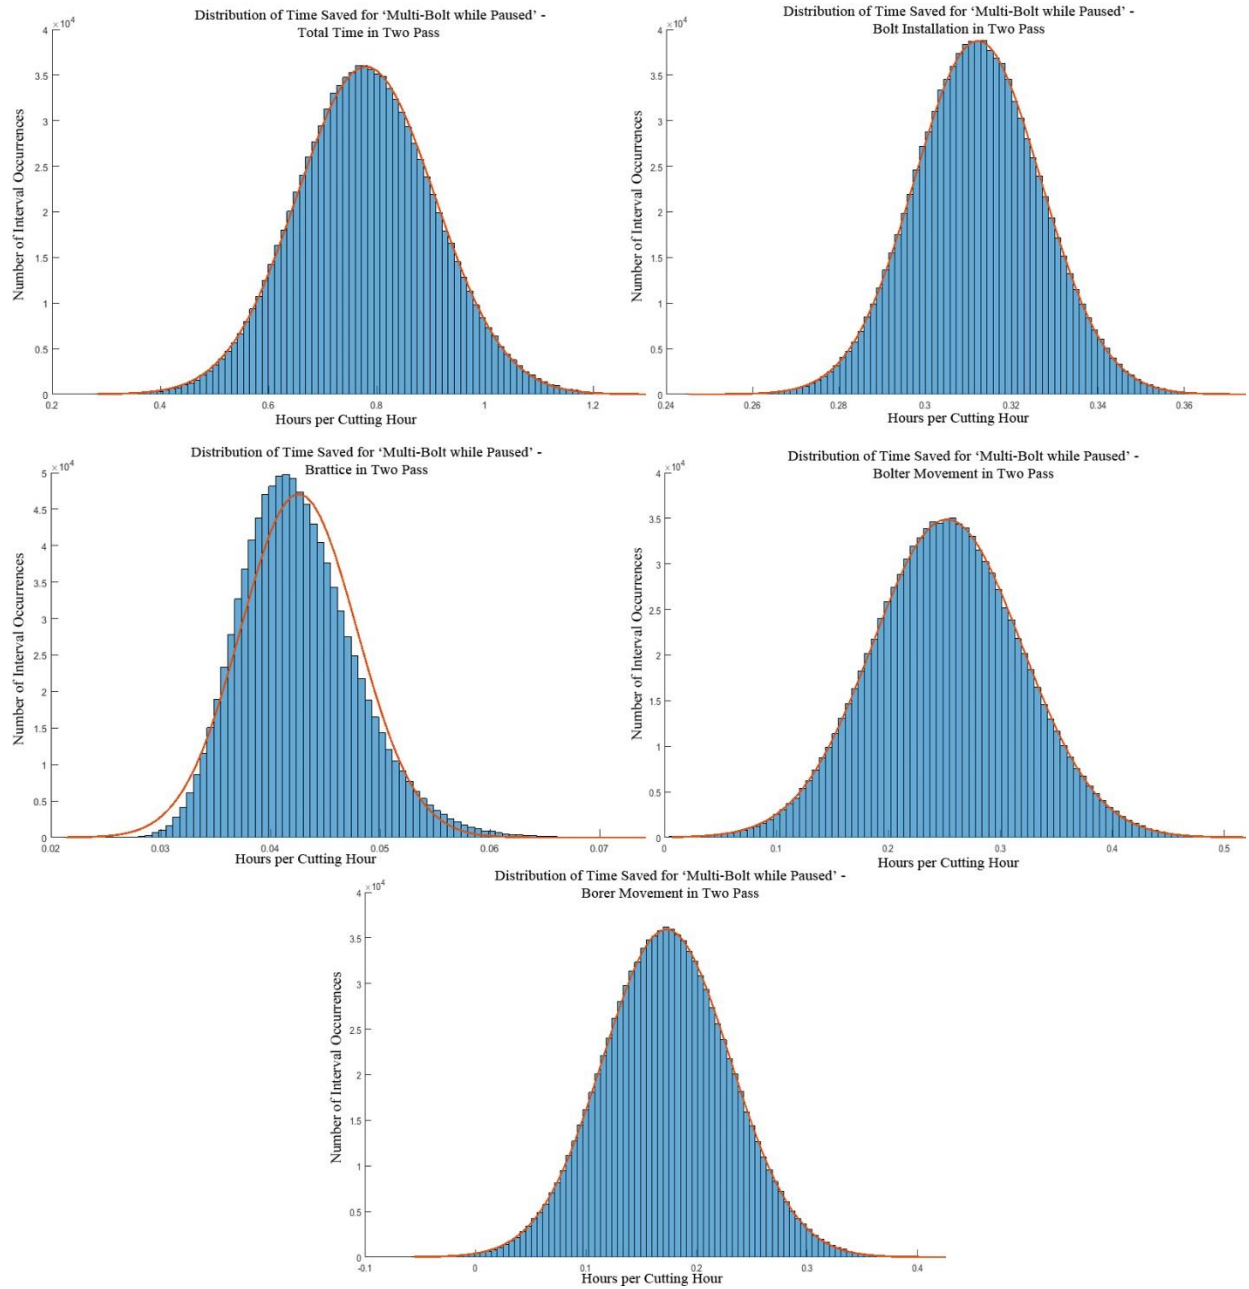 Distribution of Time Saved for ‘Multi-Bolt while Paused’ -
Total Time in Two Pass
×10⁴
4
3.5
3
2.5
2
1.5
1
0.5
0
Number of Interval Occurrences
0.2 0.4 0.6 0.8 1 1.2
Hours per Cutting Hour
Distribution of Time Saved for ‘Multi-Bolt while Paused’ -
Bolt Installation in Two Pass
×10⁴
4
3.5
3
2.5
2
1.5
1
0.5
0
Number of Interval Occurrences
0.24 0.26 0.28 0.3 0.32 0.34 0.36
Hours per Cutting Hour
Distribution of Time Saved for ‘Multi-Bolt while Paused’ -
Brattice in Two Pass
×10⁴
5
4.5
4
3.5
3
2.5
2
1.5
1
0.5
0
Number of Interval Occurrences
0.02 0.03 0.04 0.05 0.06 0.07
Hours per Cutting Hour
Distribution of Time Saved for ‘Multi-Bolt while Paused’ -
Bolter Movement in Two Pass
×10⁴
4
3.5
3
2.5
2
1.5
1
0.5
0
Number of Interval Occurrences
0 0.1 0.2 0.3 0.4 0.5
Hours per Cutting Hour
Distribution of Time Saved for ‘Multi-Bolt while Paused’ -
Borer Movement in Two Pass
×10⁴
4
3.5
3
2.5
2
1.5
1
0.5
0
Number of Interval Occurrences
-0.1 0 0.1 0.2 0.3 0.4
Hours per Cutting Hour